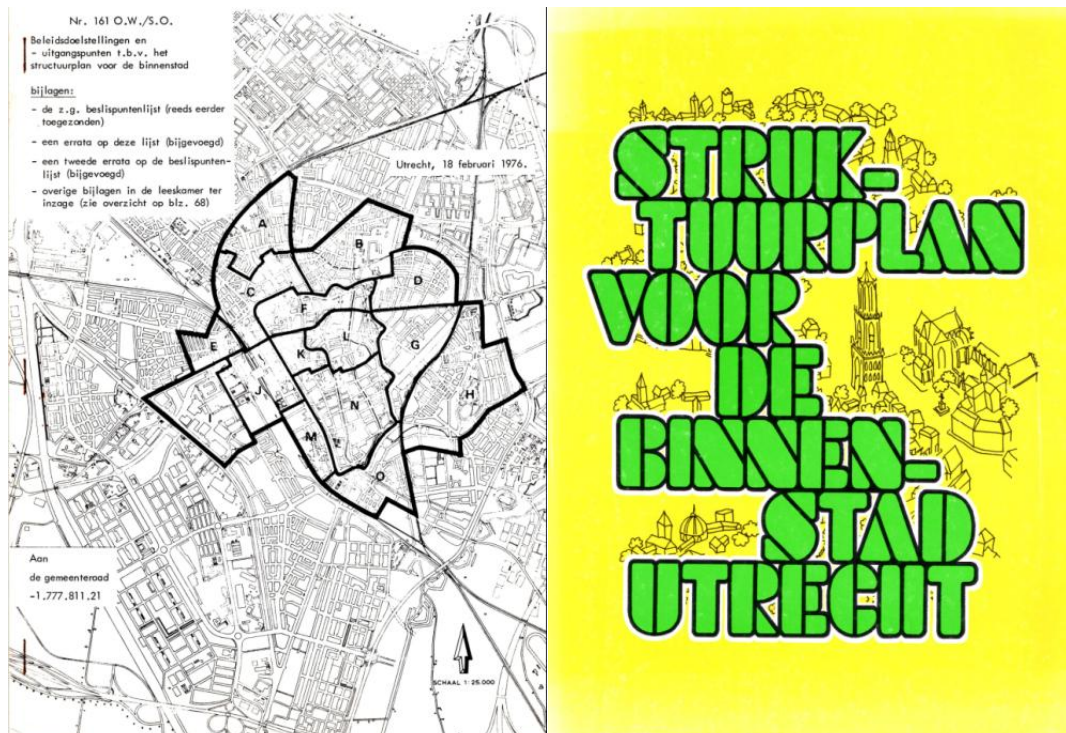 Nr. 161 O.W./S.O.
Beleidsdoelstellingen en
- uitgangspunten t.b.v. het
structuurplan voor de binnenstad
bijlagen:
- de z.g. beslispuntenlijst (reeds eerder
toegezonden)
- een errata op deze lijst (bijgevoegd)
- een tweede errata op de beslispunten-
lijst (bijgevoegd)
- overige bijlagen in de leeskamer ter
inzage (zie overzicht op blz. 68)
Utrecht, 18 februari 1976.
A
B
C
D
E
F
L
G
K
J
I
H
N
M
O
Aan
de gemeenteraad
-1.777.811.21
SCHAAL 1: 25.000
STRUK-
TUURPLAN
VOOR
DE
BINNEN-
STAD
UTRECHT